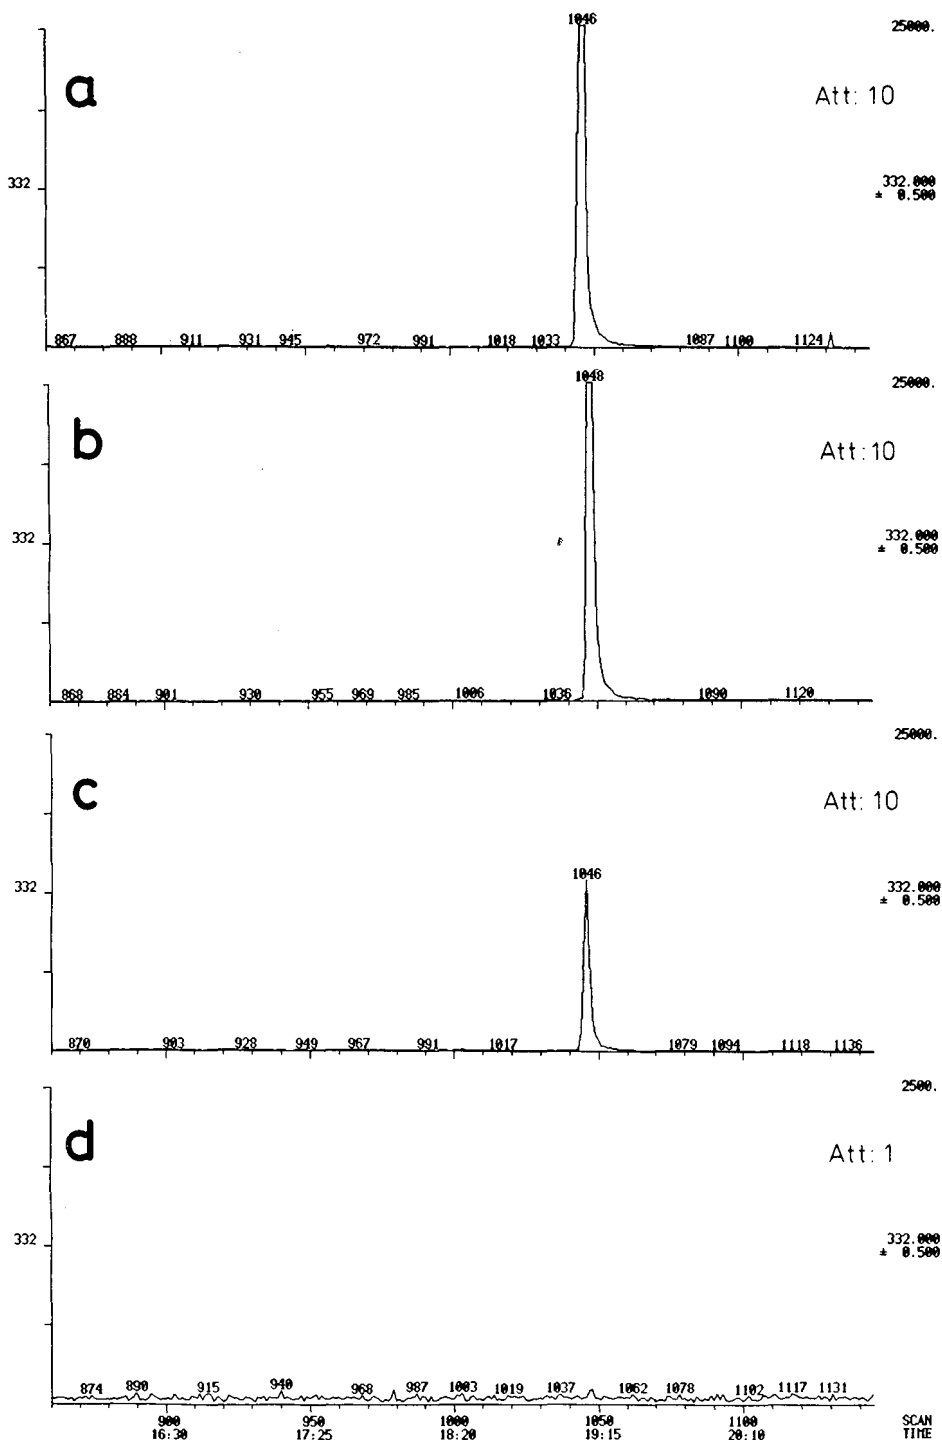 1046
25000.
a
Att: 10
332
332.000
± 0.500
867 888 911 931 945 972 991 1018 1033 1087 1100 1124
1048
25000.
b
Att: 10
332
332.000
± 0.500
868 884 901 930 955 969 985 1006 1036 1090 1120
25000.
c
Att: 10
1046
332
332.000
± 0.500
870 903 928 949 967 991 1017 1079 1094 1118 1136
2500.
d
Att: 1
332
332.000
± 0.500
874 890 915 940 968 987 1003 1019 1037 1062 1078 1102 1117 1131
900 950 1000 1050 1100 SCAN
16:30 17:25 18:20 19:15 20:10 TIME